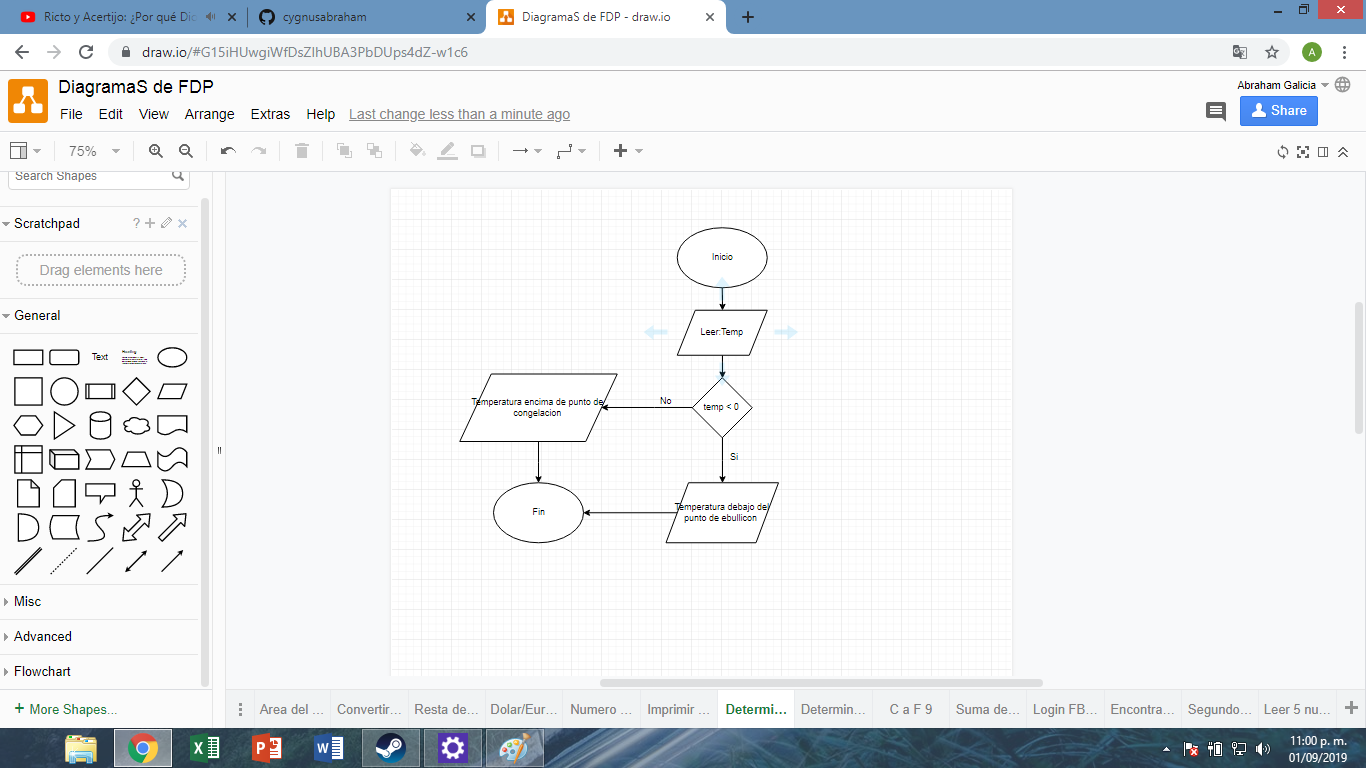 Ricto y Acertijo: ¿Por qué Dic
cygnusabraham
DiagramaS de FDP - draw.io
draw.io/#G15iHUwgiWfDsZIhUBA3PbDUps4dZ-w1c6
A
DiagramaS de FDP
Abraham Galicia
File Edit View Arrange Extras Help Last change less than a minute ago
Share
75%
Search Shapes
Scratchpad
?
Drag elements here
General
Text
Heading
Misc
Advanced
Flowchart
+ More Shapes...
Inicio
Leer:Temp
temp < 0
No
Si
Temperatura encima de punto de
congelacion
Temperatura debajo del
punto de ebullicon
Fin
Area del ... Convertir... Resta de... Dolar/Eur... Numero ... Imprimir ... Determi... Determin... C a F 9 Suma de... Login FB... Encontra... Segundo... Leer 5 nu...
11:00 p. m.
01/09/2019